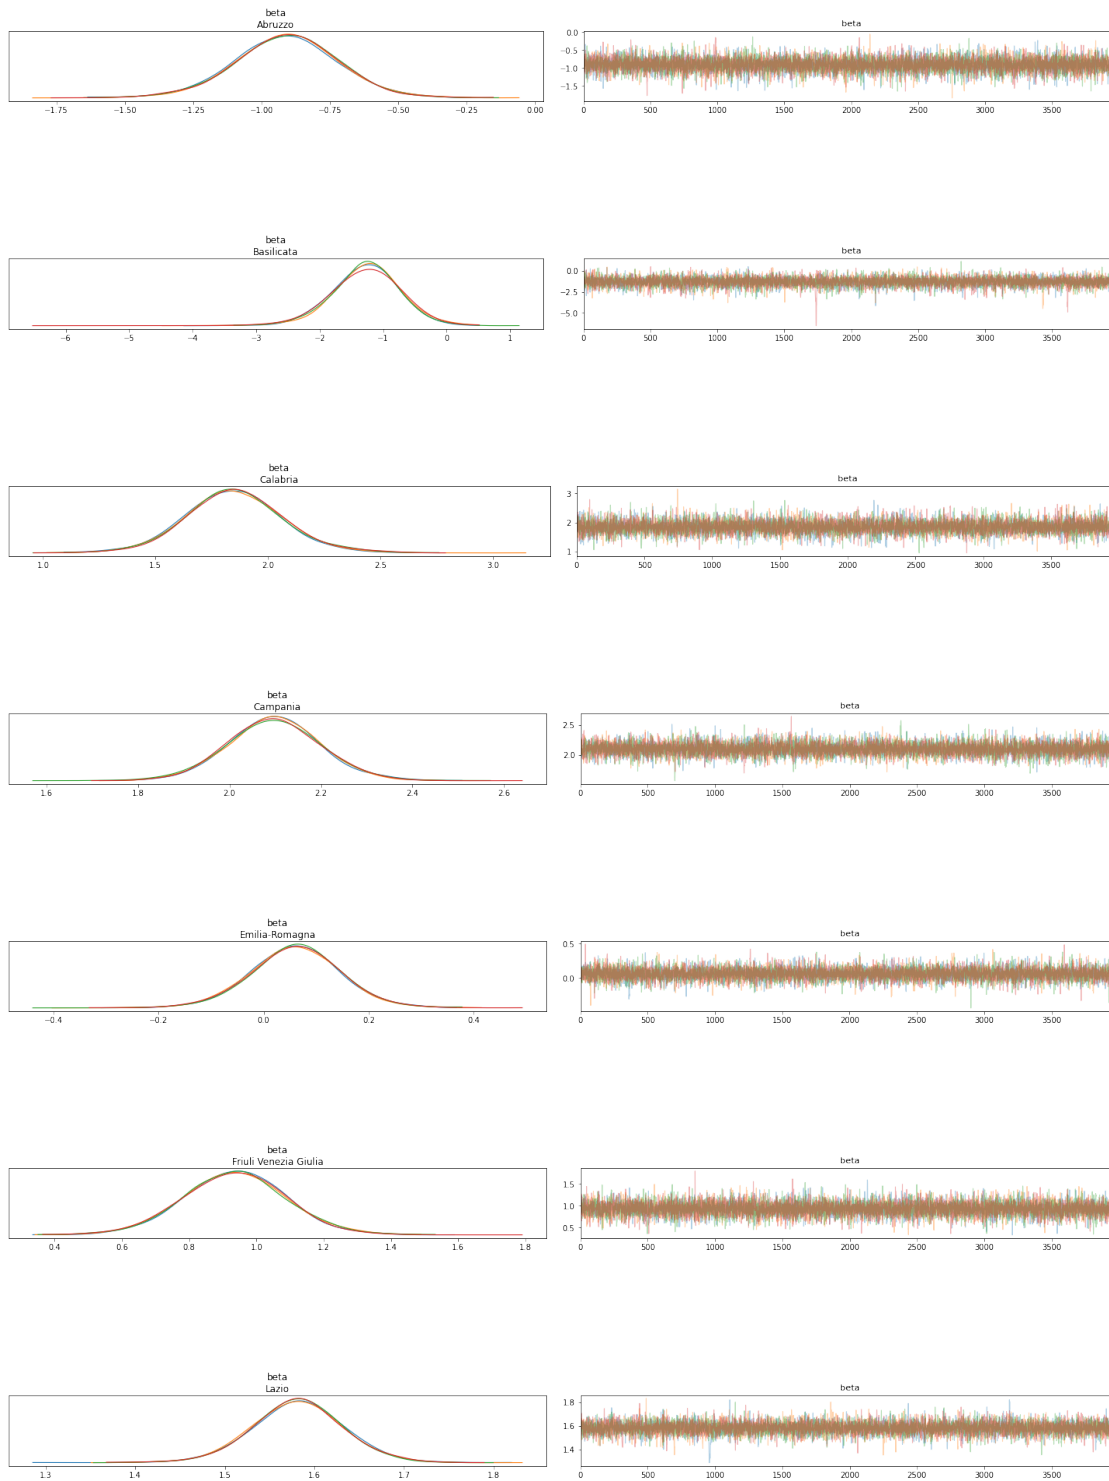 beta
Abruzzo
−1.75 −1.50 −1.25 −1.00 −0.75 −0.50 −0.25 0.00
beta
0.0
−0.5
−1.0
−1.5
0 500 1000 1500 2000 2500 3000 3500
beta
Basilicata
−6 −5 −4 −3 −2 −1 0 1
beta
0.0
−2.5
−5.0
0 500 1000 1500 2000 2500 3000 3500
beta
Calabria
1.0 1.5 2.0 2.5 3.0
beta
3
2
1
0 500 1000 1500 2000 2500 3000 3500
beta
Campania
1.6 1.8 2.0 2.2 2.4 2.6
beta
2.5
2.0
0 500 1000 1500 2000 2500 3000 3500
beta
Emilia-Romagna
−0.4 −0.2 0.0 0.2 0.4
beta
0.5
0.0
0 500 1000 1500 2000 2500 3000 3500
beta
Friuli Venezia Giulia
0.4 0.6 0.8 1.0 1.2 1.4 1.6 1.8
beta
1.5
1.0
0.5
0 500 1000 1500 2000 2500 3000 3500
beta
Lazio
1.3 1.4 1.5 1.6 1.7 1.8
beta
1.8
1.6
1.4
0 500 1000 1500 2000 2500 3000 3500